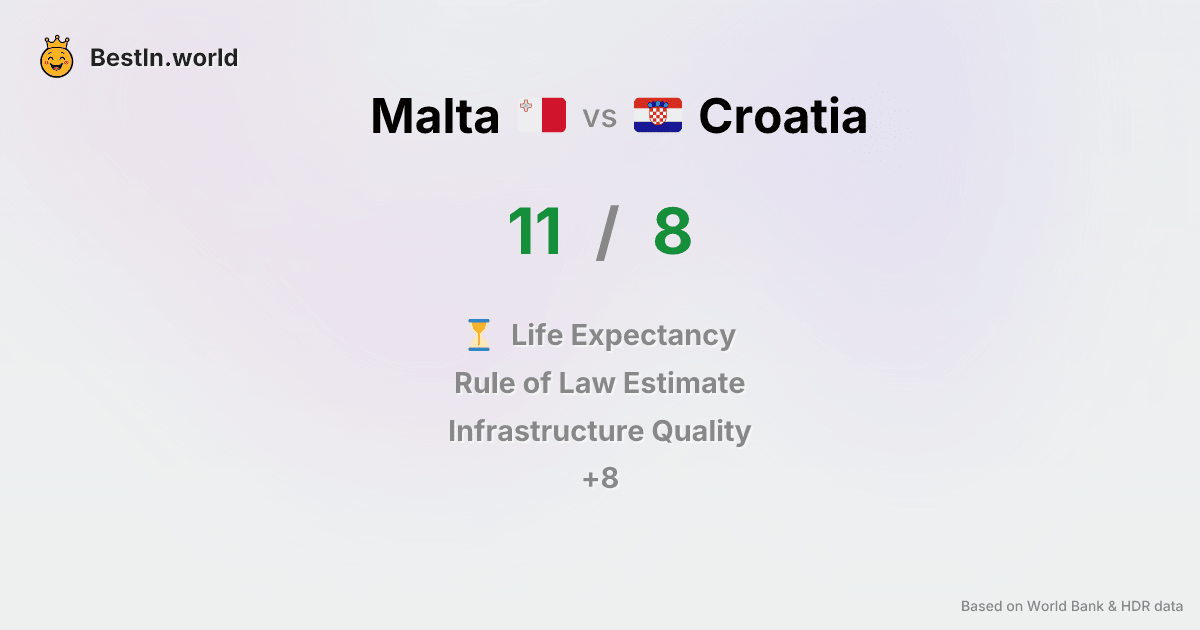 BestIn.world
Malta vs Croatia
11 / 8
Life Expectancy
Rule of Law Estimate
Infrastructure Quality
+8
Based on World Bank & HDR data